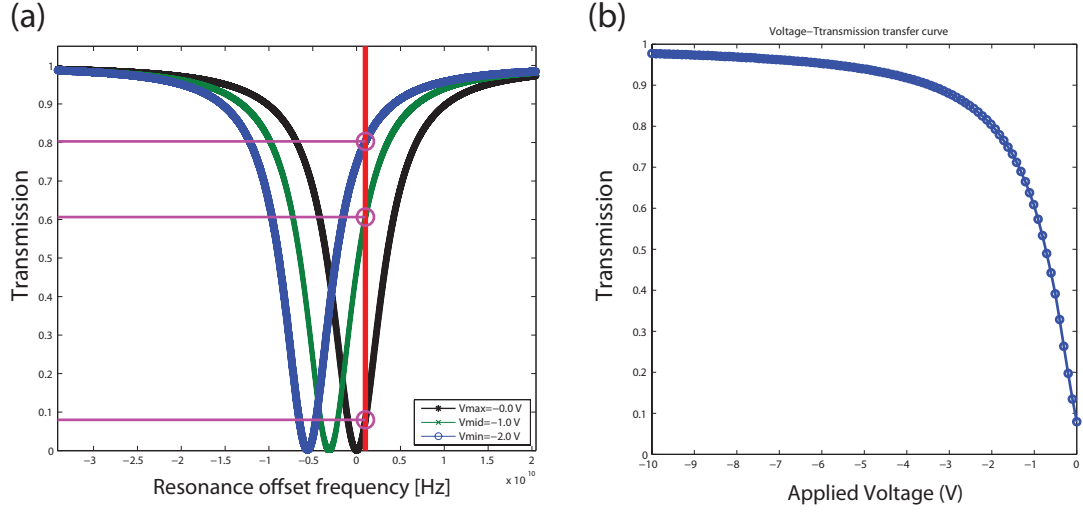 (a)
Transmission
1
0.9
0.8
0.7
0.6
0.5
0.4
0.3
0.2
0.1
0
−3 −2.5 −2 −1.5 −1 −0.5 0 0.5 1 1.5 2
x 10 10
Resonance offset frequency [Hz]
Vmax=−0.0 V
Vmid=−1.0 V
Vmin=−2.0 V
(b)
Voltage−Ttransmission transfer curve
Transmission
1
0.9
0.8
0.7
0.6
0.5
0.4
0.3
0.2
0.1
0
−10 −9 −8 −7 −6 −5 −4 −3 −2 −1 0
Applied Voltage (V)